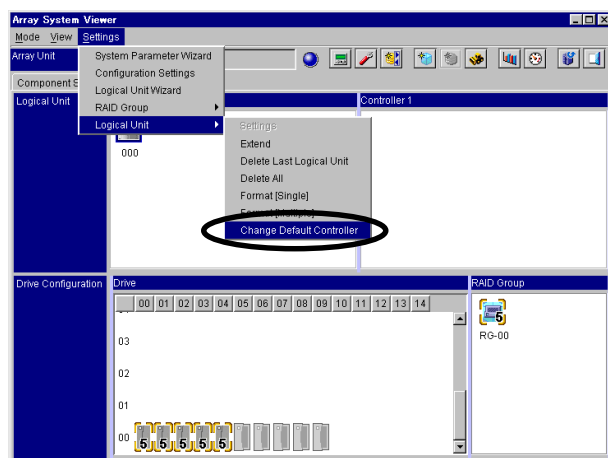 Array System Viewer
Mode View Settings
Array Unit
System Parameter Wizard
Configuration Settings
Logical Unit Wizard
RAID Group
Logical Unit
Component S
Logical Unit
Controller 1
000
Settings
Extend
Delete Last Logical Unit
Delete All
Format [Single]
Format [Multiple]
Change Default Controller
Drive Configuration
Drive
RAID Group
00 01 02 03 04 05 06 07 08 09 10 11 12 13 14
03
02
01
00 5 5 5 5 5
5
RG-00